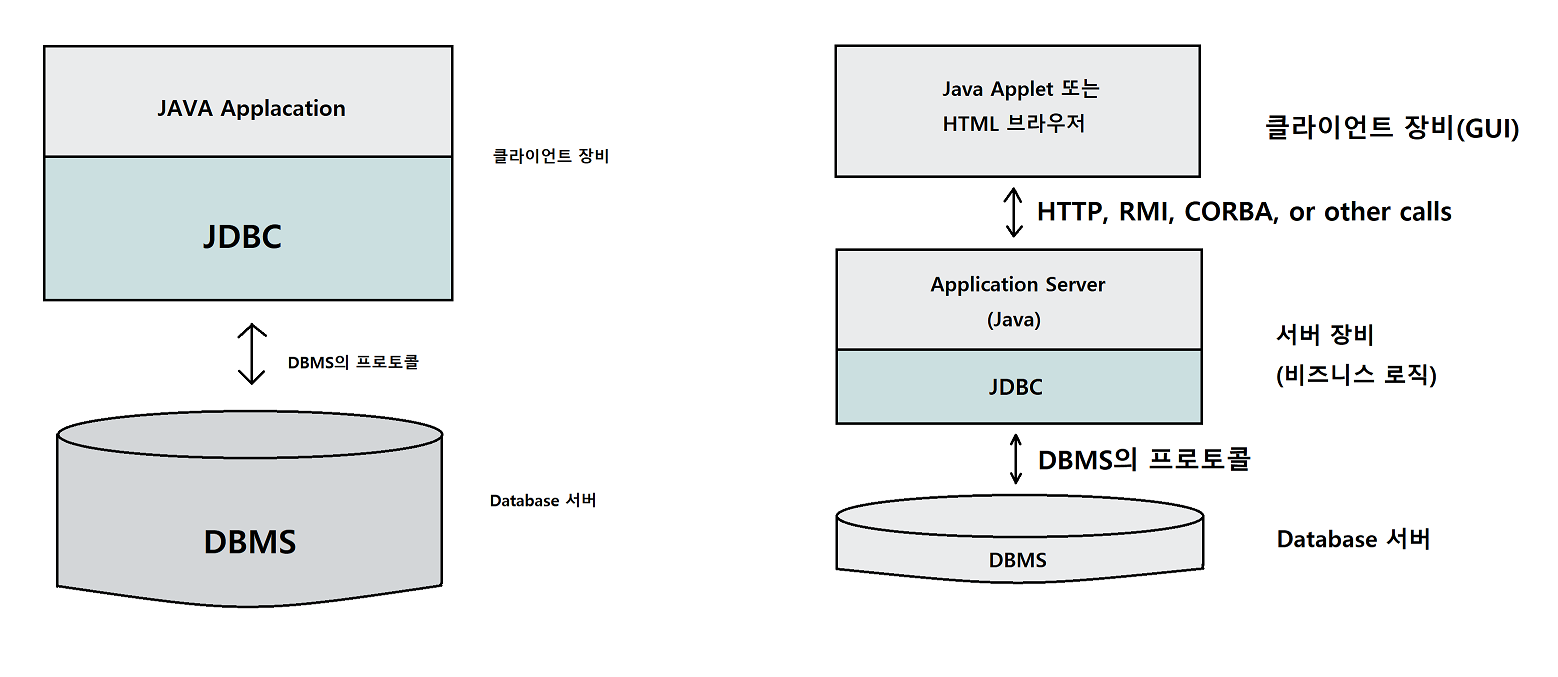 JAVA Applacation
클라이언트 장비
JDBC
DBMS의 프로토콜
Database 서버
DBMS
Java Applet 또는
HTML 브라우저
클라이언트 장비(GUI)
HTTP, RMI, CORBA, or other calls
Application Server
(Java)
서버 장비
(비즈니스 로직)
JDBC
DBMS의 프로토콜
Database 서버
DBMS